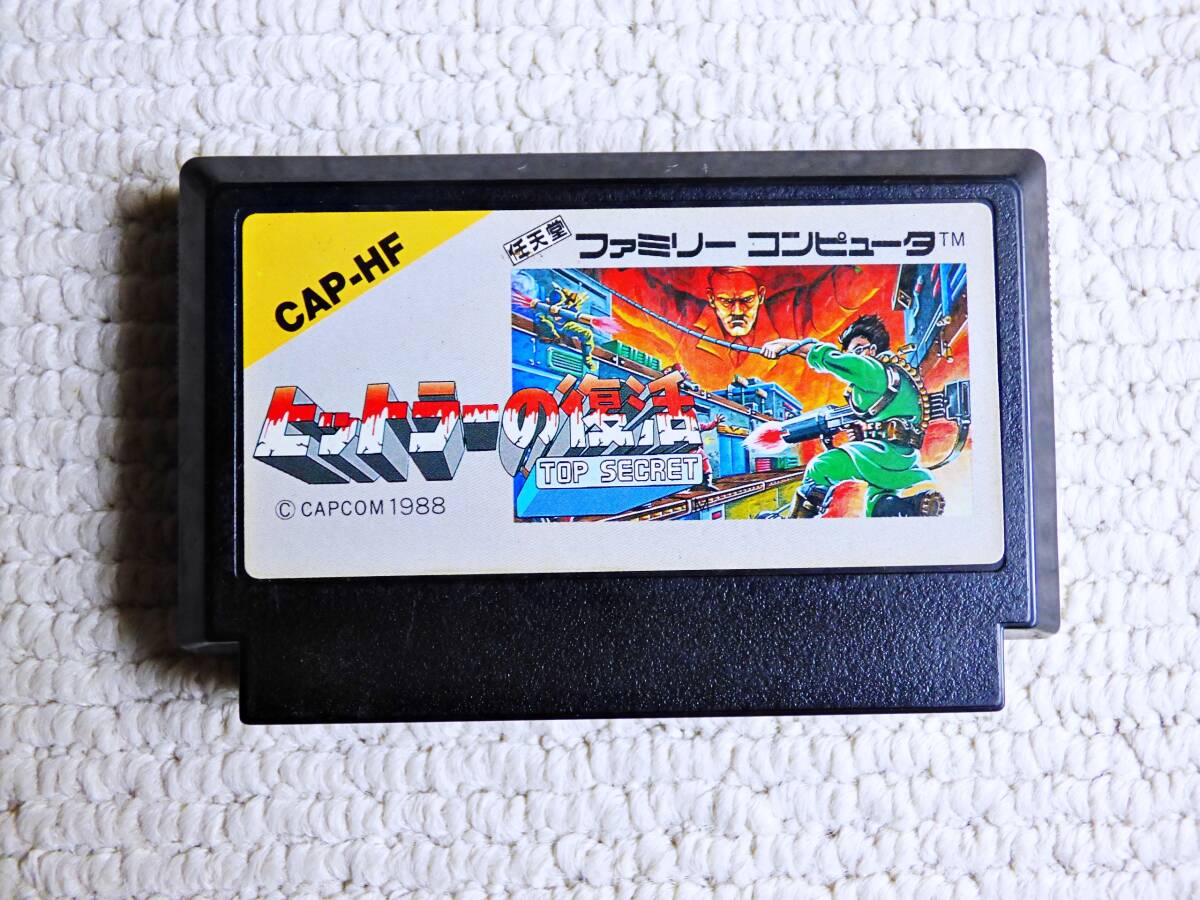 CAP-HF
任天堂 ファミリー コンピュータ™
ヒットラーの復活
TOP SECRET
© CAPCOM 1988
M